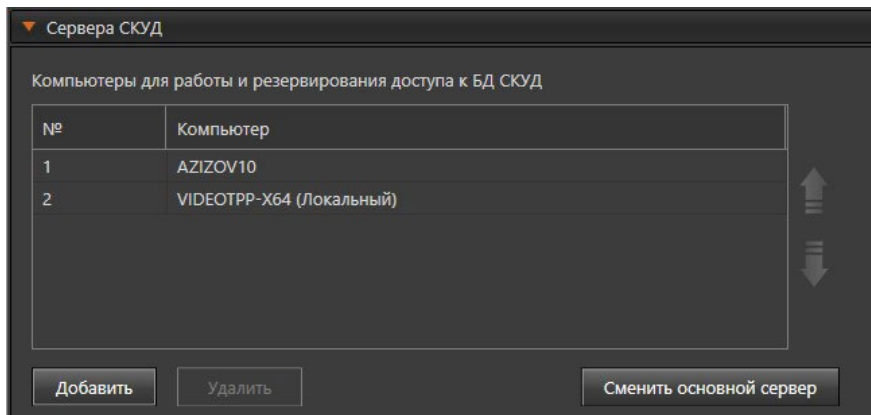 Сервера СКУД
Компьютеры для работы и резервирования доступа к БД СКУД
№ Компьютер
1 AZIZOV10
2 VIDEOTPP-X64 (Локальный)
Добавить Удалить Сменить основной сервер